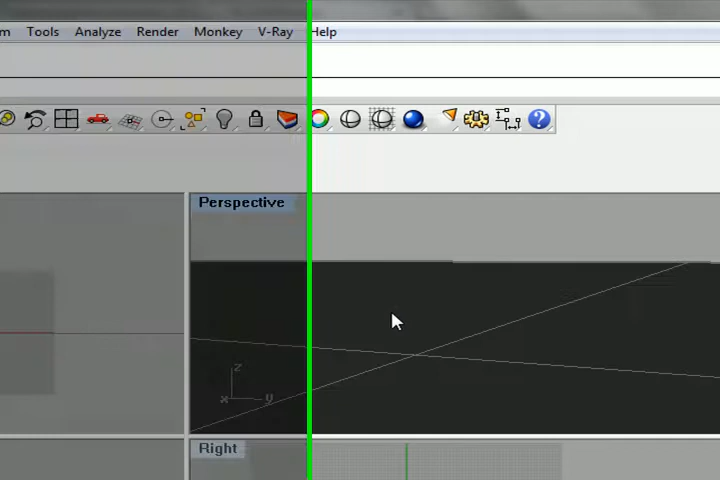 m Tools Analyze Render Monkey V-Ray Help
Perspective
z
x y
Right